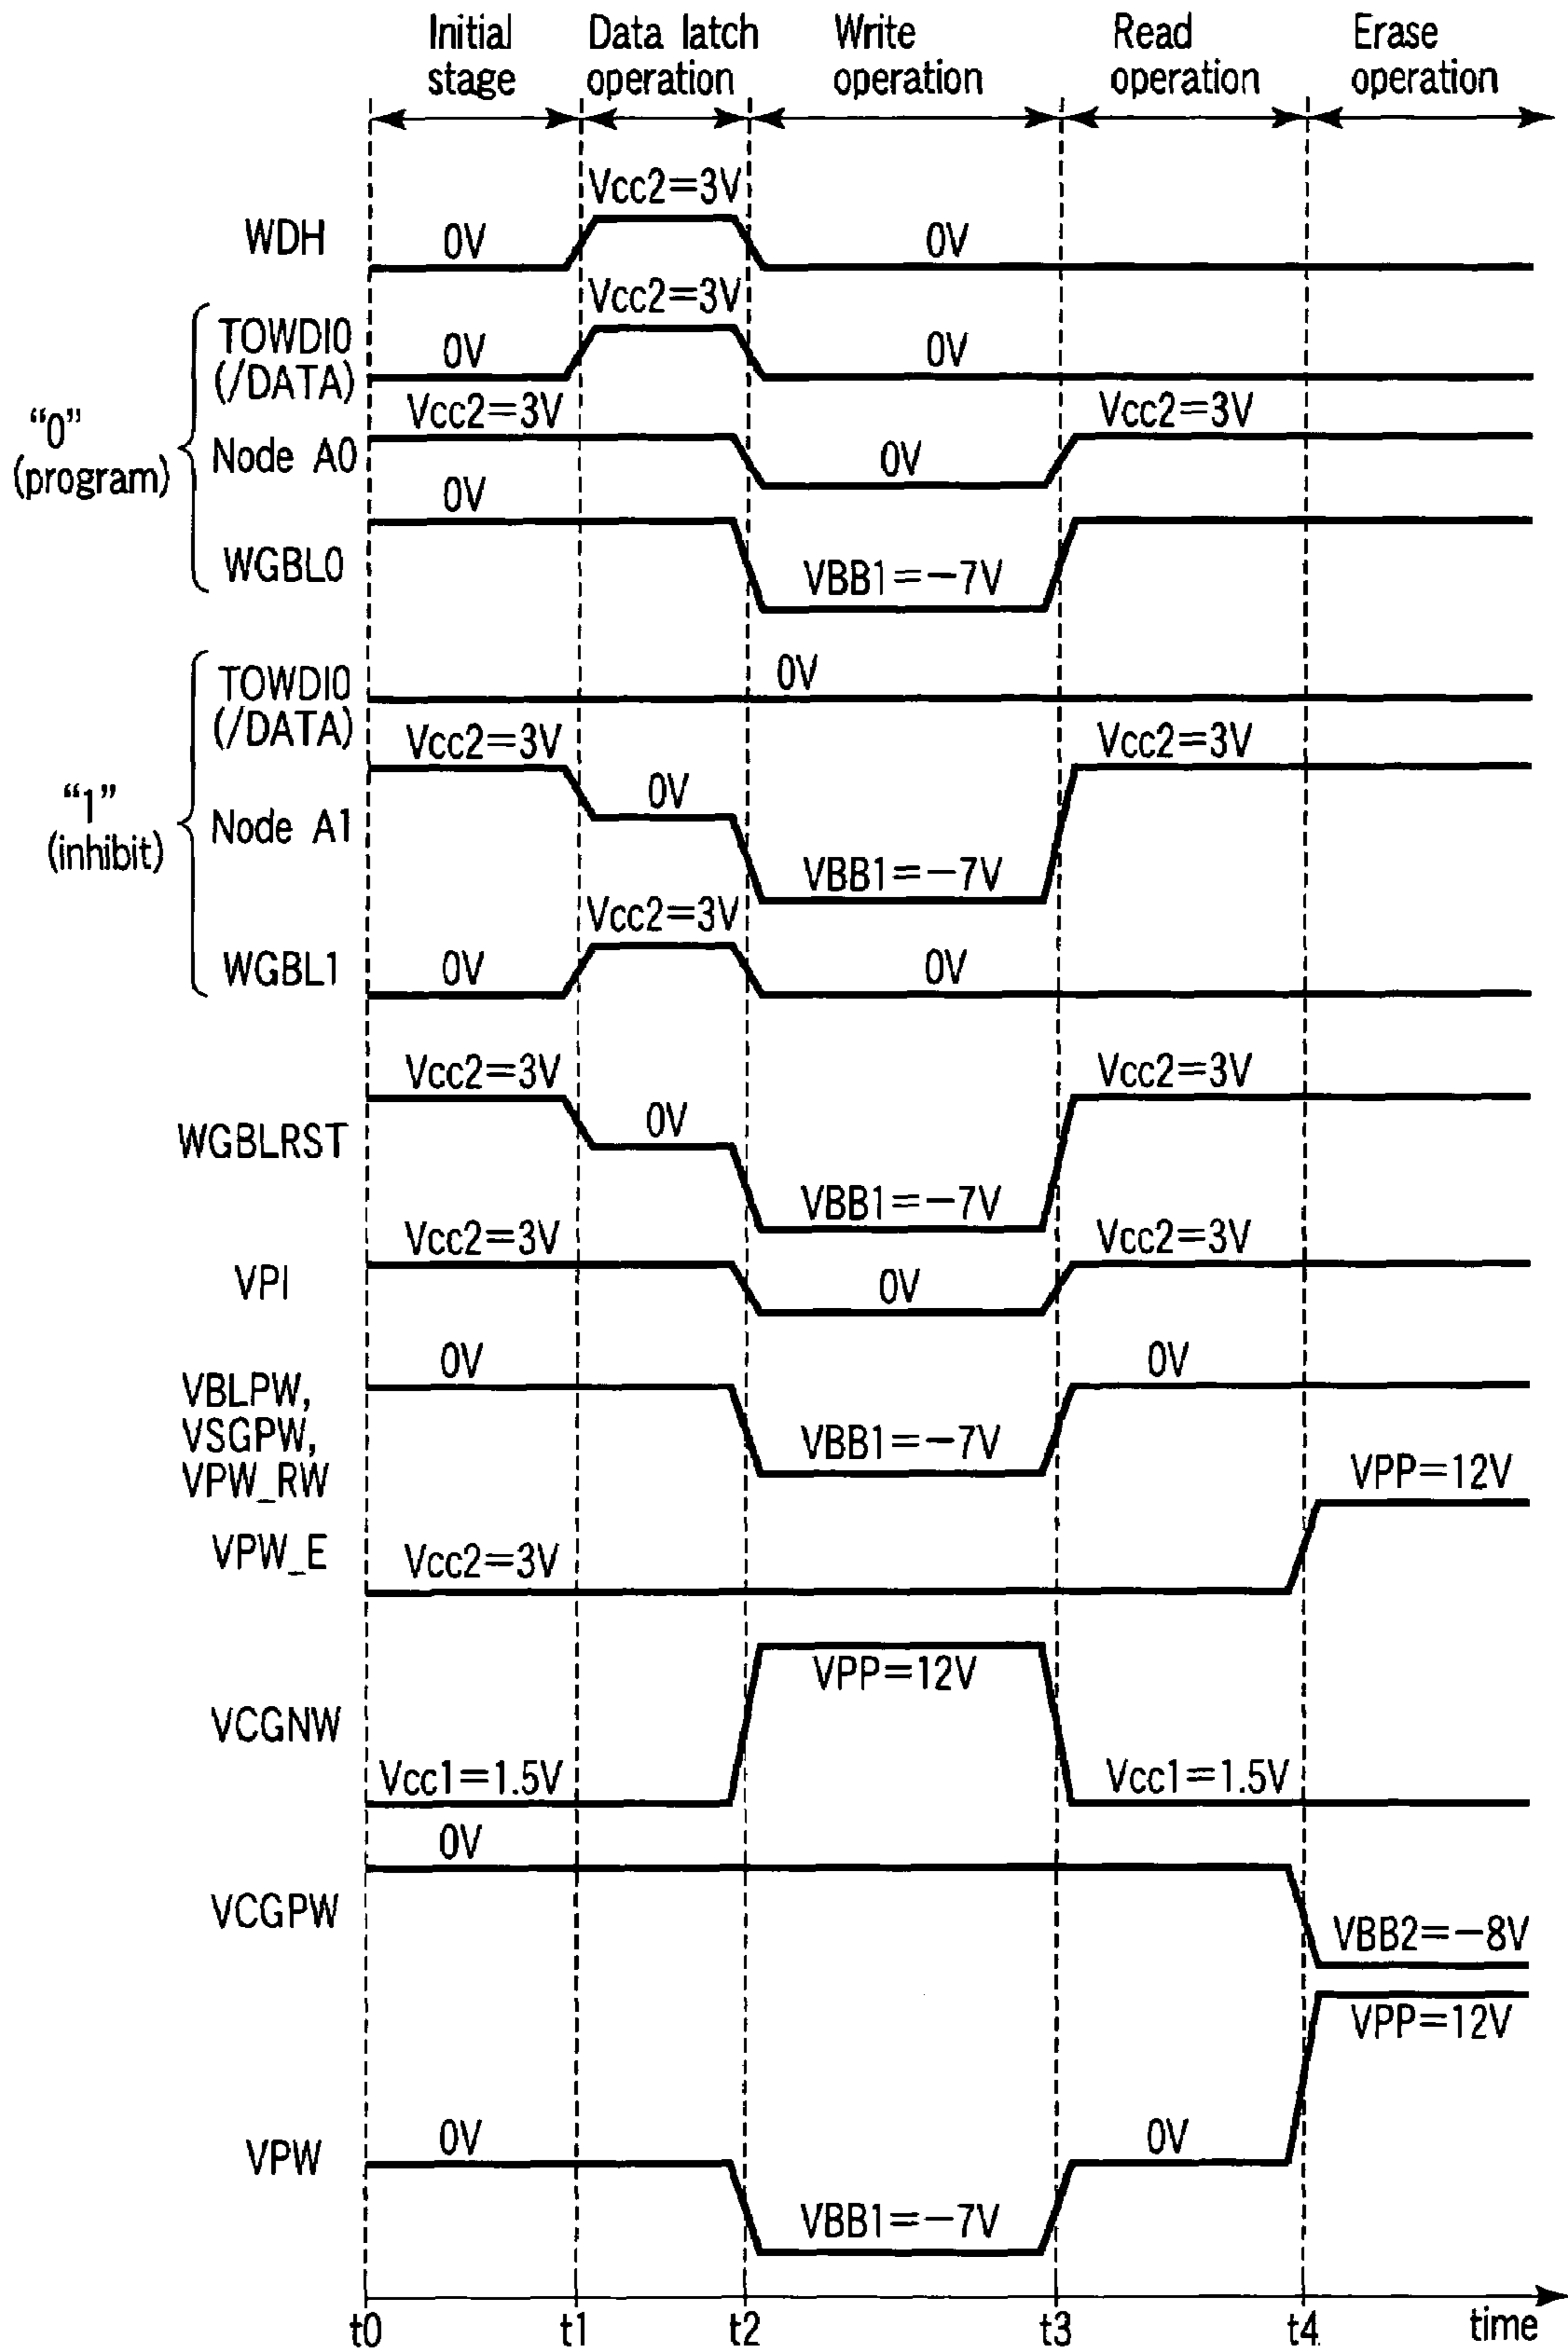 Initial Data latch Write Read Erase
stage operation operation operation operation
Vcc2=3V
WDH 0V 0V
Vcc2=3V
TOWDI0 0V 0V
(/DATA)
Vcc2=3V Vcc2=3V
“0”
(program)
Node A0 0V
0V
WGBL0 VBB1=−7V
TOWDI0 0V
(/DATA)
Vcc2=3V Vcc2=3V
“1”
(inhibit)
0V
Node A1
VBB1=−7V
Vcc2=3V
WGBL1 0V 0V
Vcc2=3V Vcc2=3V
WGBLRST 0V
VBB1=−7V
Vcc2=3V Vcc2=3V
VPI 0V
0V 0V
VBLPW,
VSGPW, VBB1=−7V
VPW_RW VPP=12V
VPW_E Vcc2=3V
VPP=12V
VCGNW
Vcc1=1.5V Vcc1=1.5V
0V
VCGPW
VBB2=−8V
VPP=12V
0V 0V
VPW
VBB1=−7V
t0 t1 t2 t3 t4 time